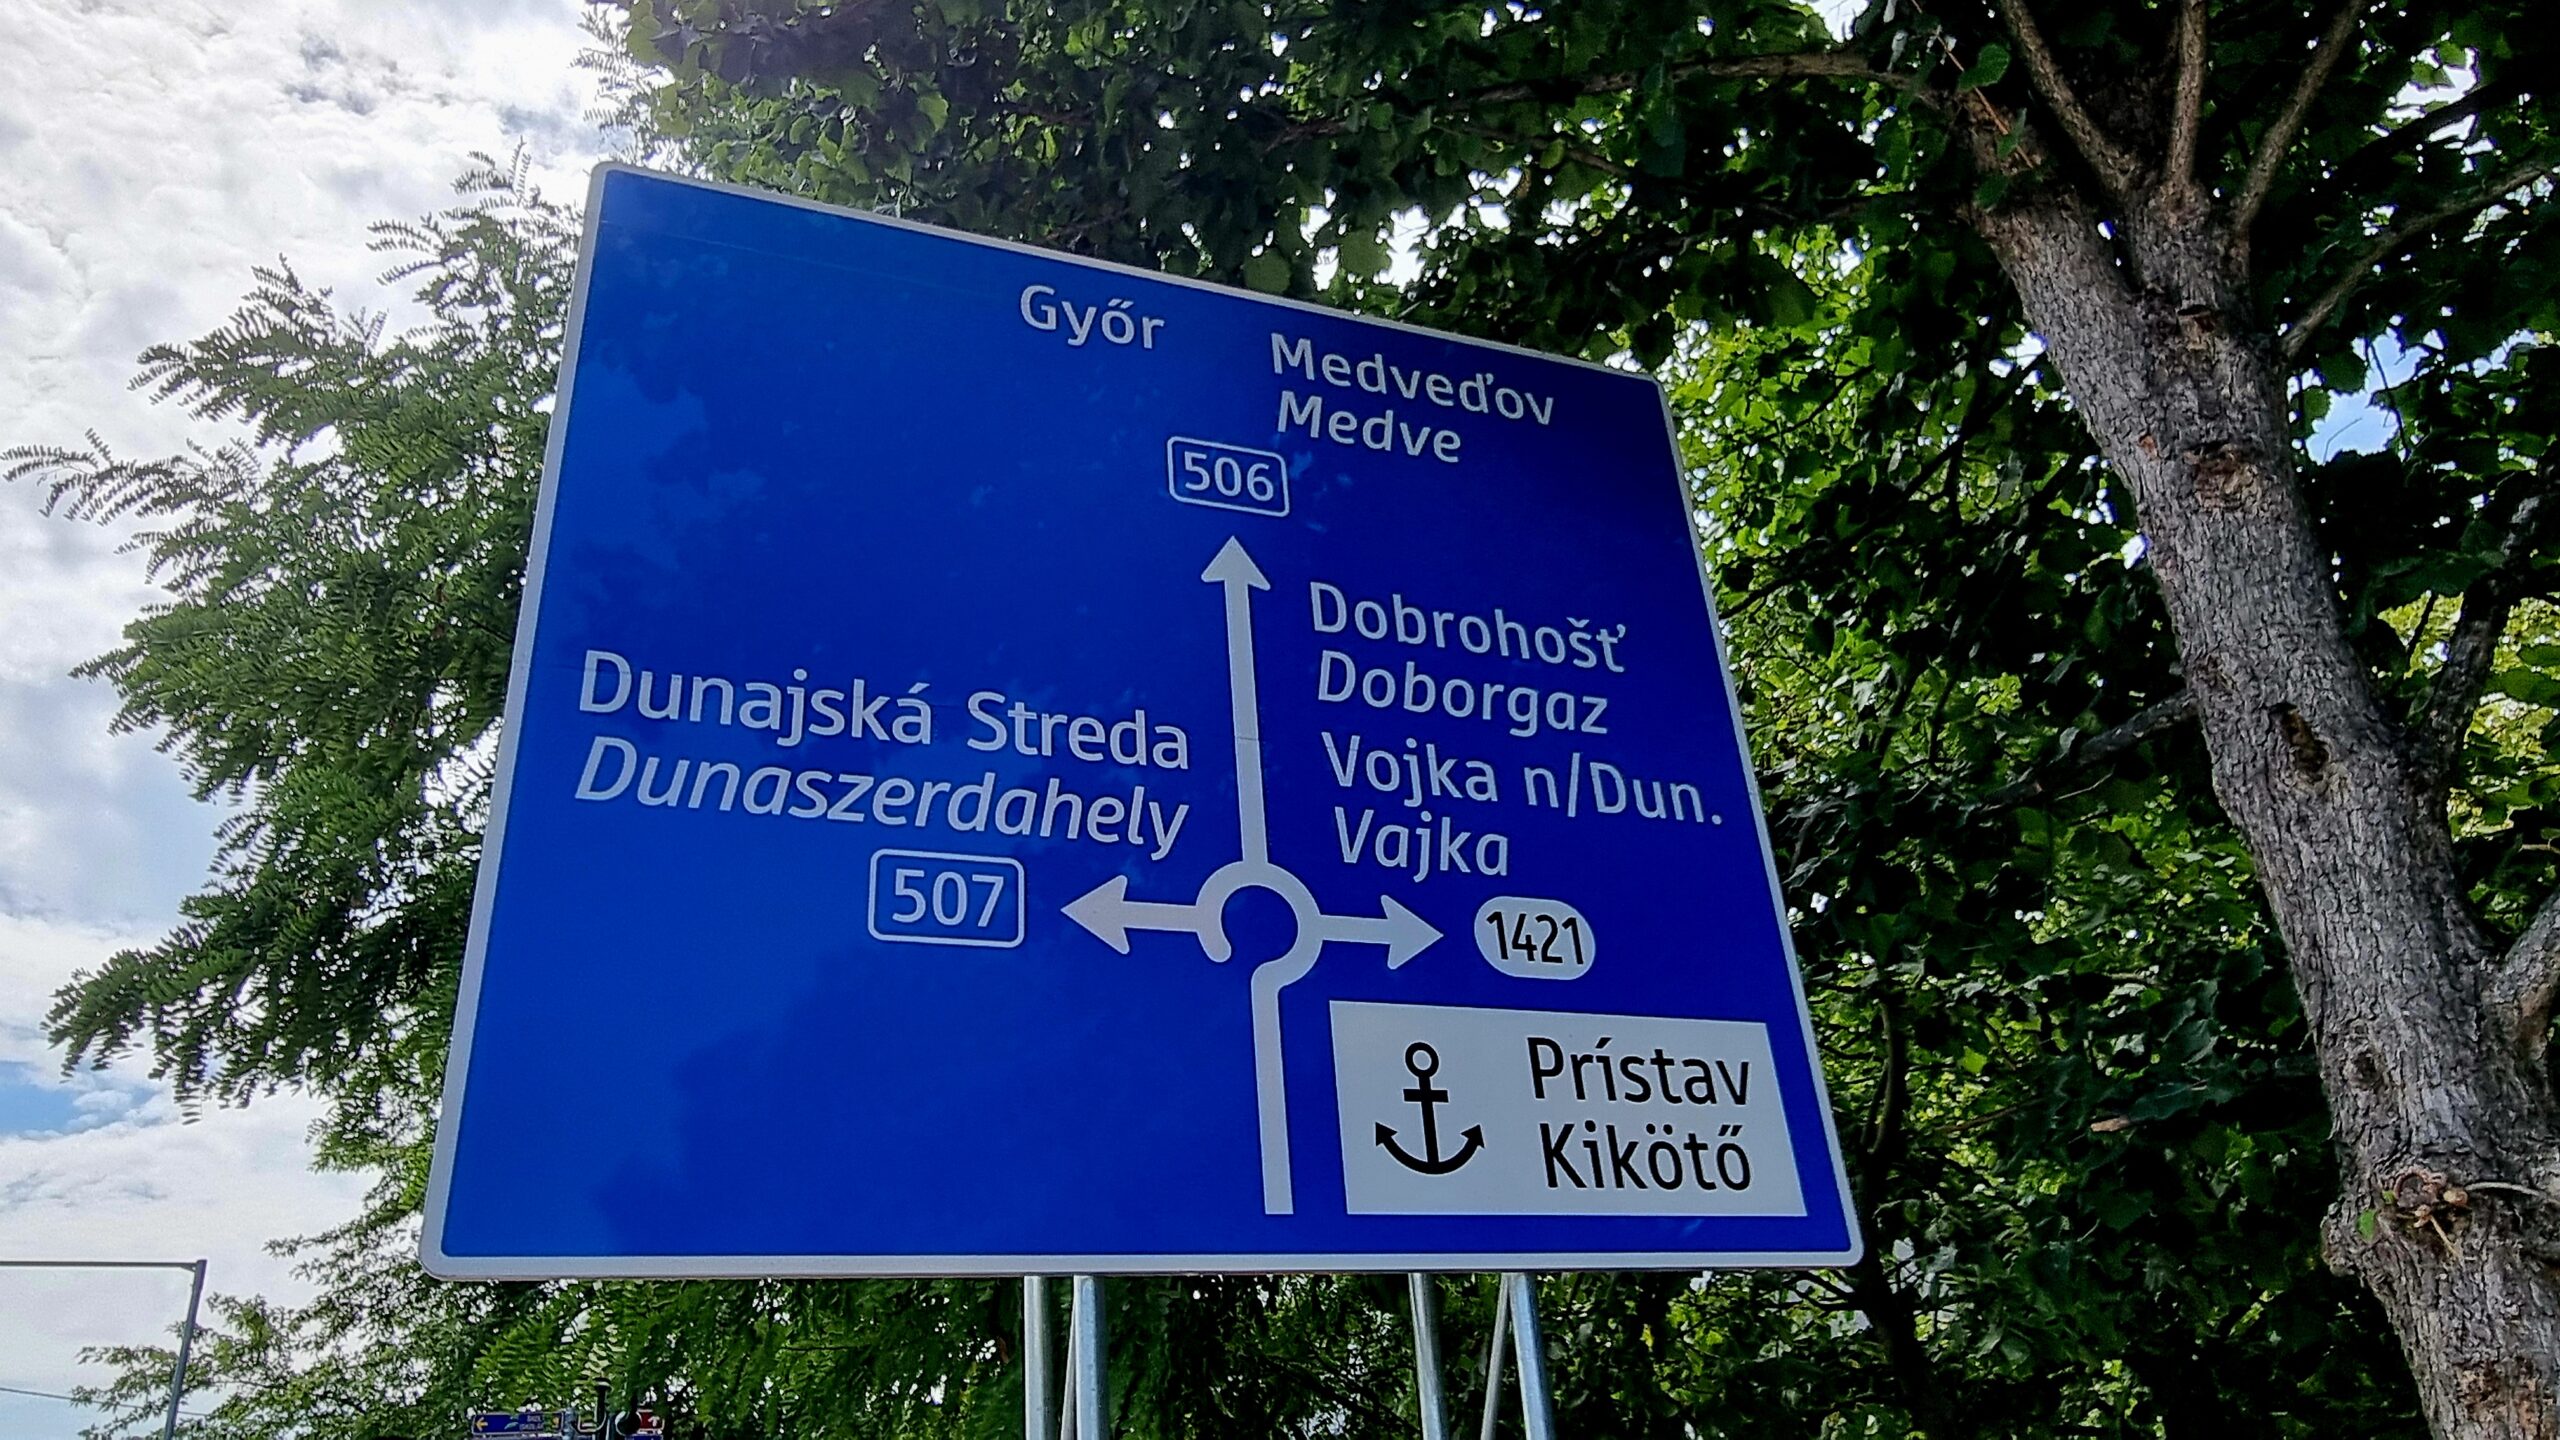 Győr
Medveďov
Medve
506
Dobrohošť
Doborgaz
Vojka n/Dun.
Vajka
Dunajská Streda
Dunaszerdahely
507
1421
Prístav
Kikötő